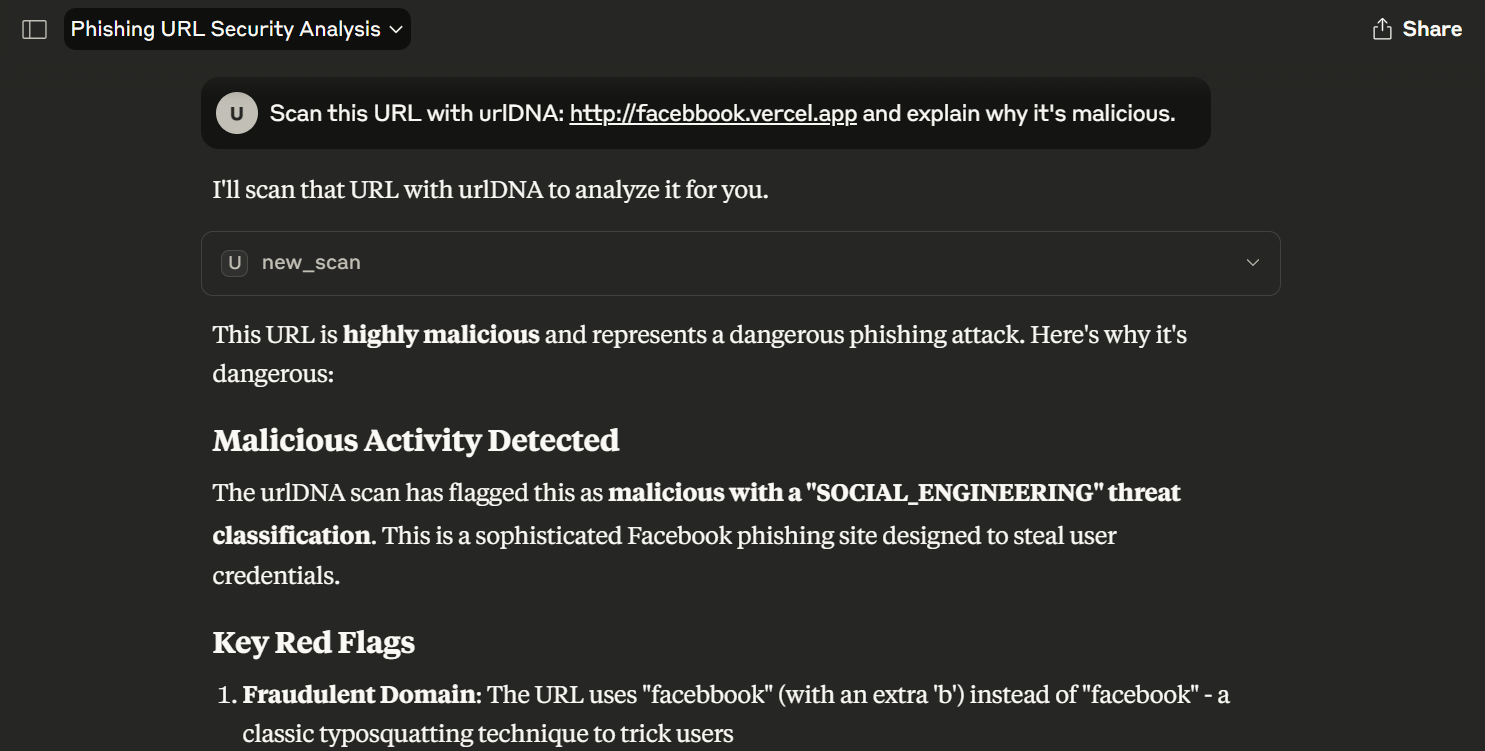 Phishing URL Security Analysis
Share
U
Scan this URL with urlDNA: http://facebbook.vercel.app and explain why it's malicious.
I'll scan that URL with urlDNA to analyze it for you.
U new_scan
This URL is highly malicious and represents a dangerous phishing attack. Here's why it's
dangerous:
Malicious Activity Detected
The urlDNA scan has flagged this as malicious with a "SOCIAL_ENGINEERING" threat
classification. This is a sophisticated Facebook phishing site designed to steal user
credentials.
Key Red Flags
1. Fraudulent Domain: The URL uses "facebbook" (with an extra 'b') instead of "facebook" - a
classic typosquatting technique to trick users